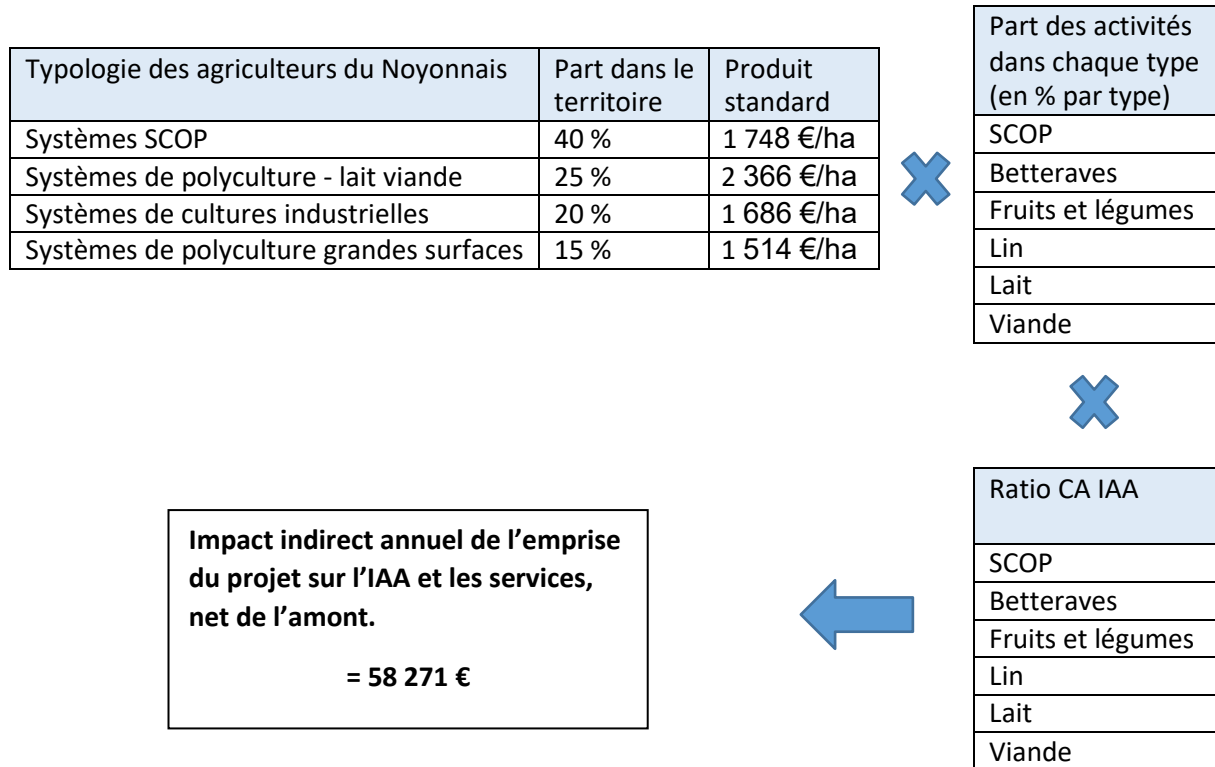 Typologie des agriculteurs du Noyonnais Part dans le territoire Produit standard
Systèmes SCOP 40 % 1 748 €/ha
Systèmes de polyculture - lait viande 25 % 2 366 €/ha
Systèmes de cultures industrielles 20 % 1 686 €/ha
Systèmes de polyculture grandes surfaces 15 % 1 514 €/ha
Part des activités
dans chaque type
(en % par type)
SCOP
Betteraves
Fruits et légumes
Lin
Lait
Viande
Ratio CA IAA
SCOP
Betteraves
Fruits et légumes
Lin
Lait
Viande
Impact indirect annuel de l’emprise
du projet sur l’IAA et les services,
net de l’amont.
= 58 271 €